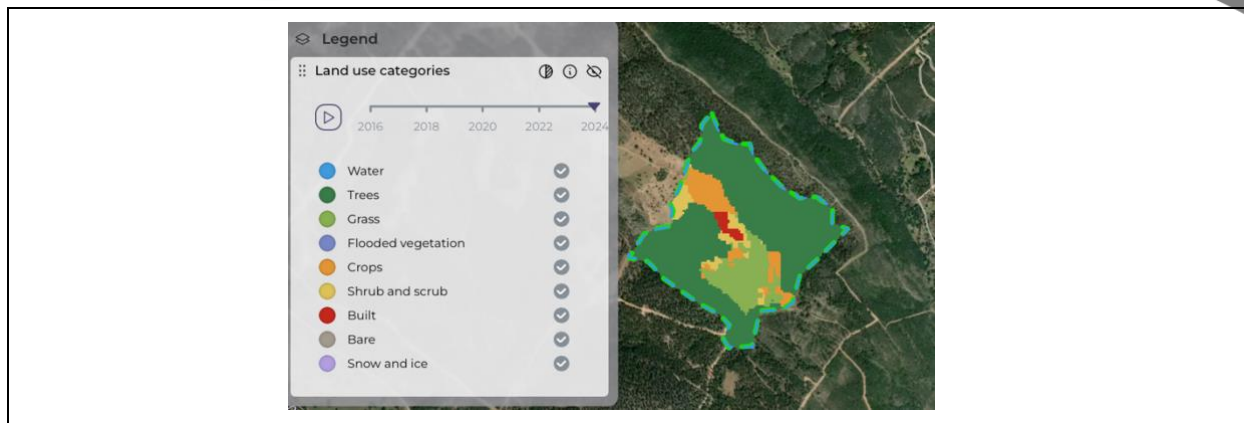 Legend
Land use categories
2016 2018 2020 2022 2024
Water
Trees
Grass
Flooded vegetation
Crops
Shrub and scrub
Built
Bare
Snow and ice